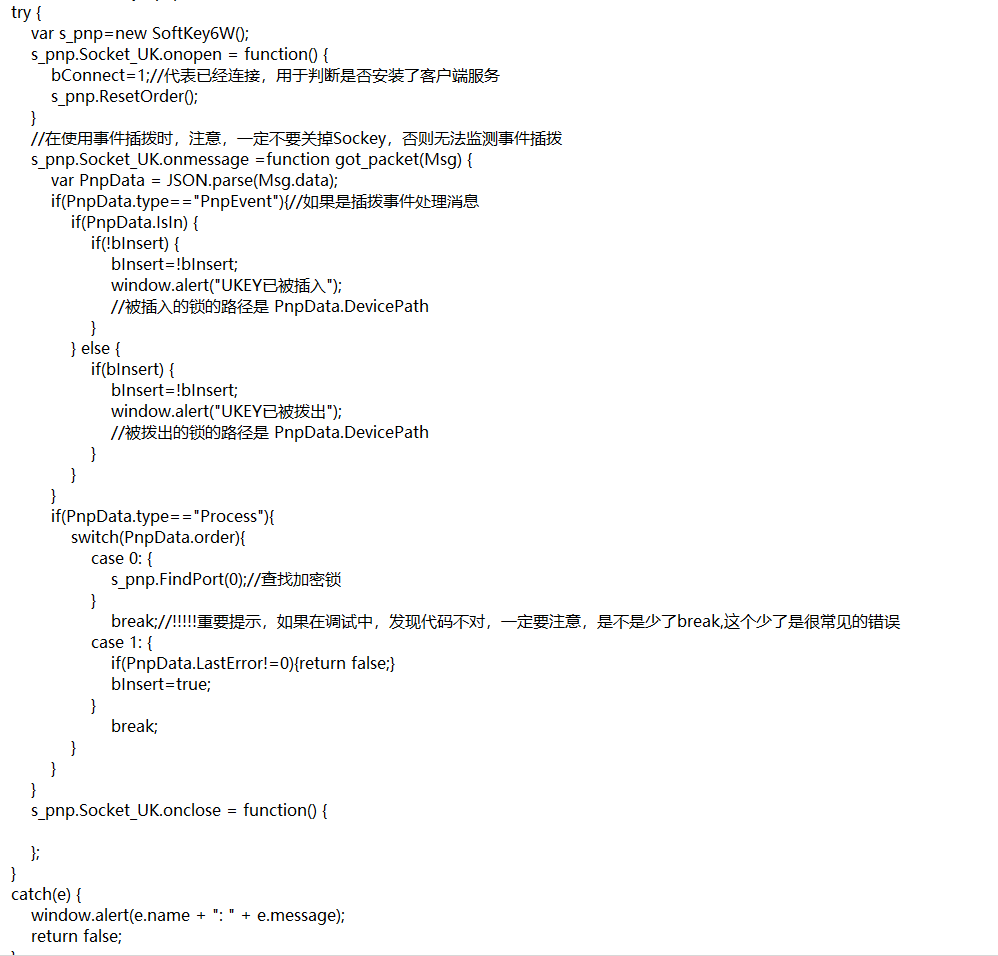 try {
var s_pnp=new SoftKey6W();
s_pnp.Socket_UK.onopen = function() {
bConnect=1;//代表已经连接，用于判断是否安装了客户端服务
s_pnp.ResetOrder();
}
//在使用事件插拨时，注意，一定不要关掉Sockey，否则无法监测事件插拨
s_pnp.Socket_UK.onmessage =function got_packet(Msg) {
var PnpData = JSON.parse(Msg.data);
if(PnpData.type=="PnpEvent"){//如果是插拨事件处理消息
if(PnpData.IsIn) {
if(!bInsert) {
bInsert=!bInsert;
window.alert("UKEY已被插入");
//被插入的锁的路径是 PnpData.DevicePath
}
} else {
if(bInsert) {
bInsert=!bInsert;
window.alert("UKEY已被拨出");
//被拨出的锁的路径是 PnpData.DevicePath
}
}
}
if(PnpData.type=="Process"){
switch(PnpData.order){
case 0: {
s_pnp.FindPort(0);//查找加密锁
}
break;//!!!!!重要提示，如果在调试中，发现代码不对，一定要注意，是不是少了break,这个少了是很常见的错误
case 1: {
if(PnpData.LastError!=0){return false;}
bInsert=true;
}
break;
}
}
}
s_pnp.Socket_UK.onclose = function() {
};
}
catch(e) {
window.alert(e.name + ": " + e.message);
return false;